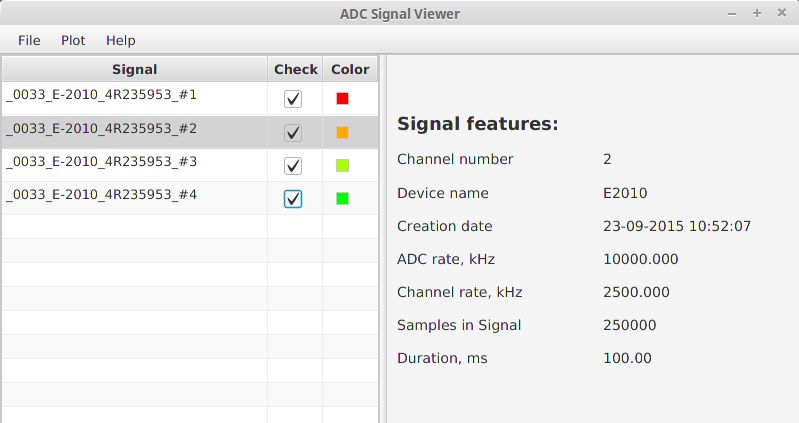 ADC Signal Viewer
File Plot Help
Signal Check Color
_0033_E-2010_4R235953_#1
_0033_E-2010_4R235953_#2
_0033_E-2010_4R235953_#3
_0033_E-2010_4R235953_#4
Signal features:
Channel number 2
Device name E2010
Creation date 23-09-2015 10:52:07
ADC rate, kHz 10000.000
Channel rate, kHz 2500.000
Samples in Signal 250000
Duration, ms 100.00